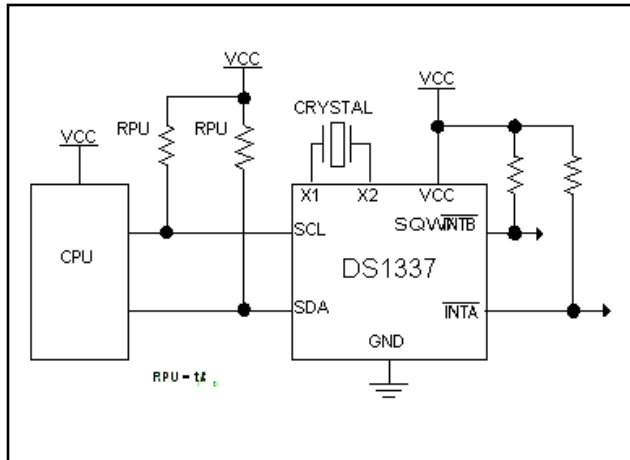 VCC
VCC
CRYSTAL
RPU
RPU
VCC
X1
X2
VCC
SCL
SQW/INTB
CPU
DS1337
SDA
INTA
GND
RPU =